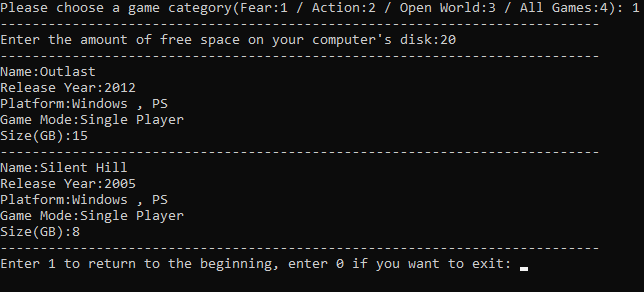 Please choose a game category(Fear:1 / Action:2 / Open World:3 / All Games:4): 1
---------------------------------------------------------------------------
Enter the amount of free space on your computer's disk:20
---------------------------------------------------------------------------
Name:Outlast
Release Year:2012
Platform:Windows , PS
Game Mode:Single Player
Size(GB):15
---------------------------------------------------------------------------
Name:Silent Hill
Release Year:2005
Platform:Windows , PS
Game Mode:Single Player
Size(GB):8
---------------------------------------------------------------------------
Enter 1 to return to the beginning, enter 0 if you want to exit: